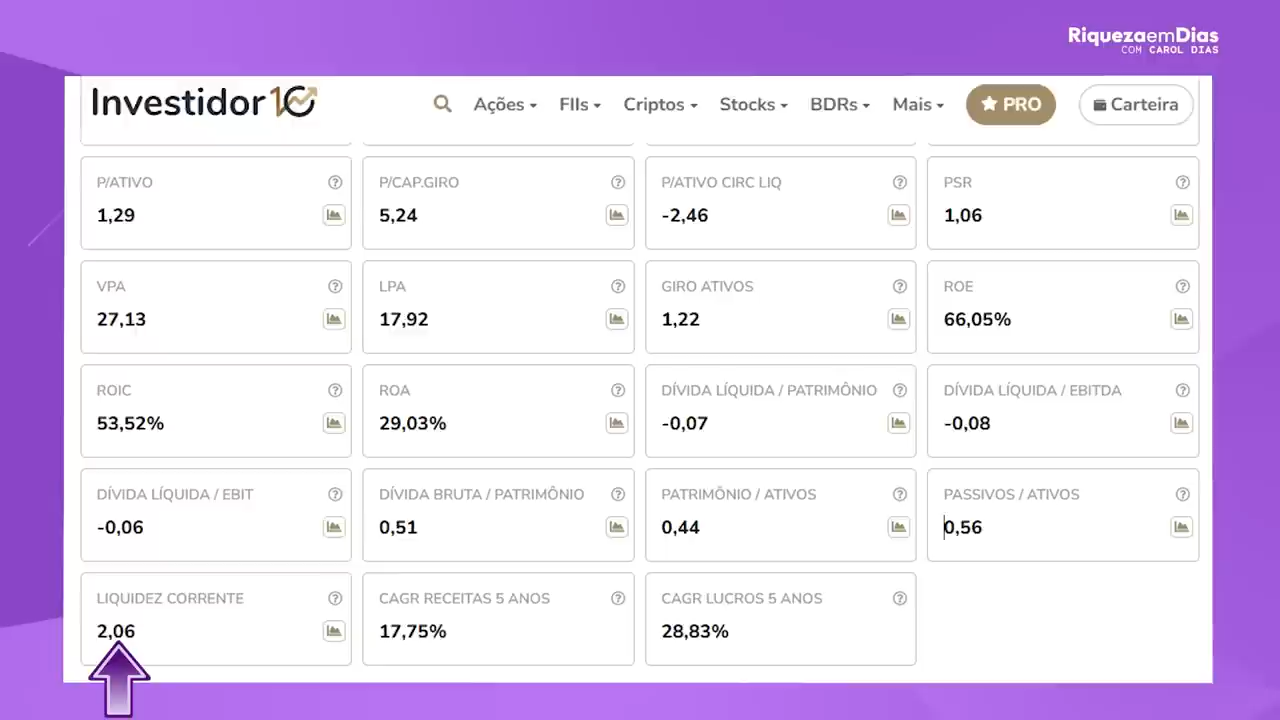 RiquezaemDias
COM CAROL DIAS
Investidor 10
Ações
FIIs
Criptos
Stocks
BDRs
Mais
PRO
Carteira
P/ATIVO
1,29
P/CAP.GIRO
5,24
P/ATIVO CIRC LIQ
-2,46
PSR
1,06
VPA
27,13
LPA
17,92
GIRO ATIVOS
1,22
ROE
66,05%
ROIC
53,52%
ROA
29,03%
DÍVIDA LÍQUIDA / PATRIMÔNIO
-0,07
DÍVIDA LÍQUIDA / EBITDA
-0,08
DÍVIDA LÍQUIDA / EBIT
-0,06
DÍVIDA BRUTA / PATRIMÔNIO
0,51
PATRIMÔNIO / ATIVOS
0,44
PASSIVOS / ATIVOS
0,56
LIQUIDEZ CORRENTE
2,06
CAGR RECEITAS 5 ANOS
17,75%
CAGR LUCROS 5 ANOS
28,83%